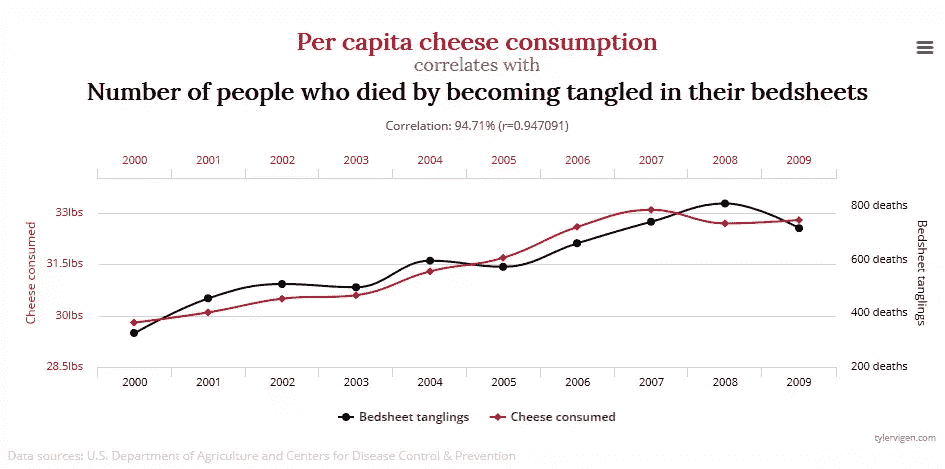 Per capita cheese consumption
correlates with
Number of people who died by becoming tangled in their bedsheets
Correlation: 94.71% (r=0.947091)
2000 2001 2002 2003 2004 2005 2006 2007 2008 2009
Cheese consumed
33lbs
31.5lbs
30lbs
28.5lbs
800 deaths
600 deaths
400 deaths
200 deaths
Bedsheet tanglings
2000 2001 2002 2003 2004 2005 2006 2007 2008 2009
Bedsheet tanglings Cheese consumed
tylervigen.com
Data sources: U.S. Department of Agriculture and Centers for Disease Control & Prevention